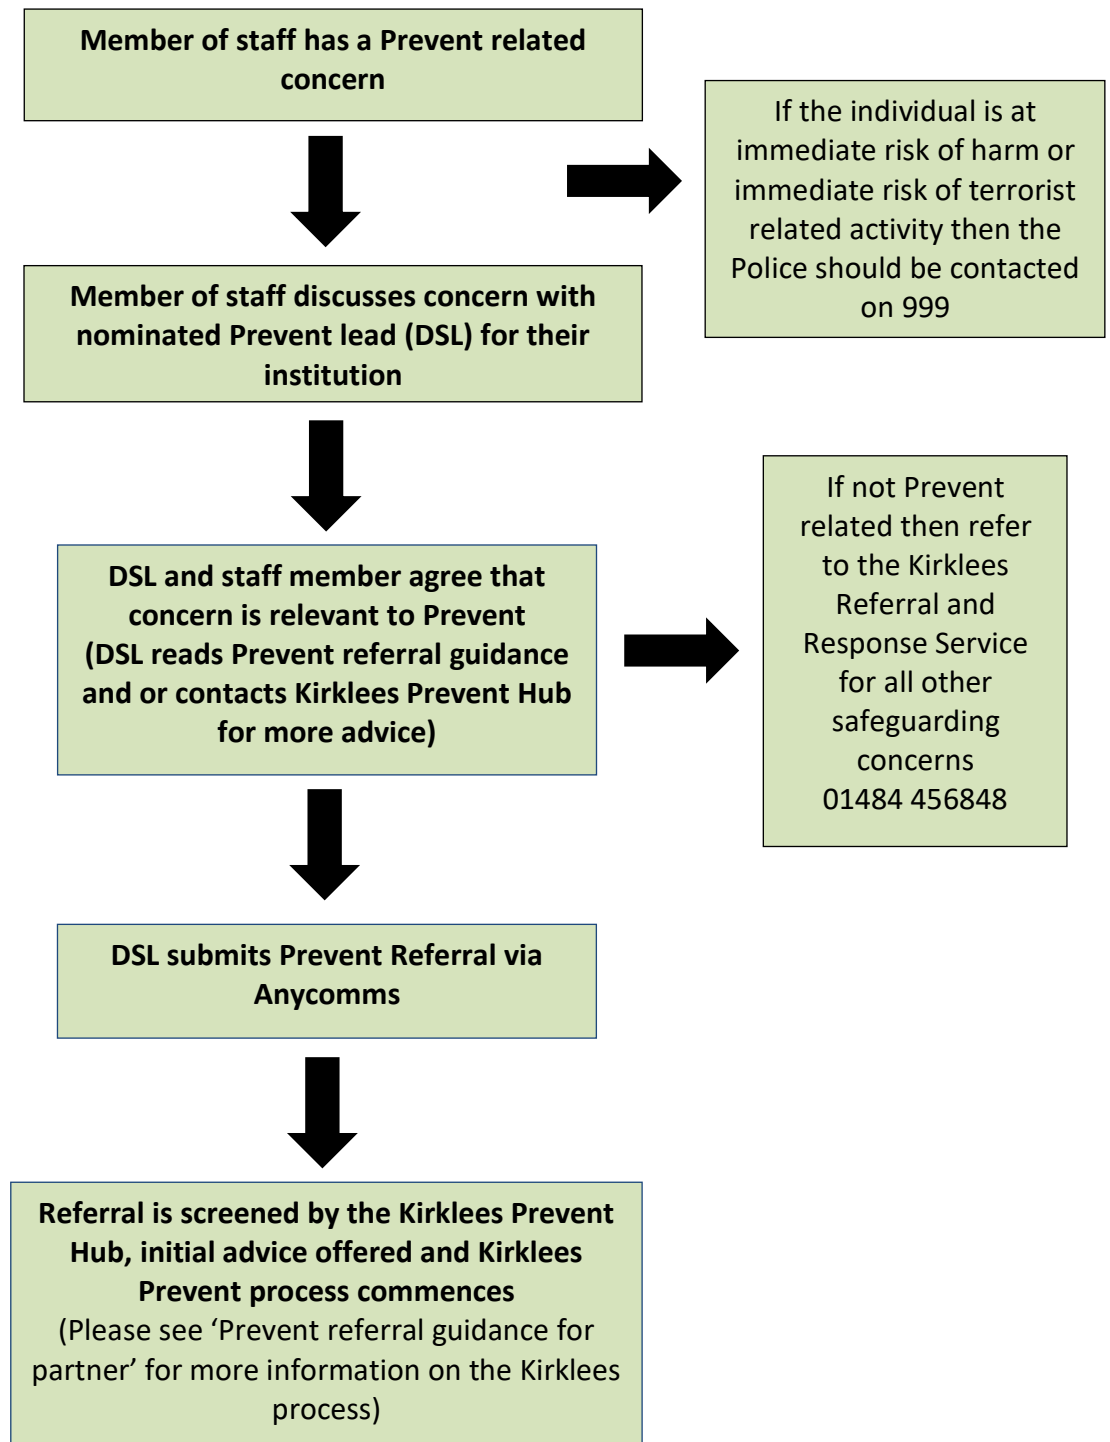 Member of staff has a Prevent related
concern
If the individual is at
immediate risk of harm or
immediate risk of terrorist
related activity then the
Police should be contacted
on 999
Member of staff discusses concern with
nominated Prevent lead (DSL) for their
institution
DSL and staff member agree that
concern is relevant to Prevent
(DSL reads Prevent referral guidance
and or contacts Kirklees Prevent Hub
for more advice)
If not Prevent
related then refer
to the Kirklees
Referral and
Response Service
for all other
safeguarding
concerns
01484 456848
DSL submits Prevent Referral via
Anycomms
Referral is screened by the Kirklees Prevent
Hub, initial advice offered and Kirklees
Prevent process commences
(Please see ‘Prevent referral guidance for
partner’ for more information on the Kirklees
process)